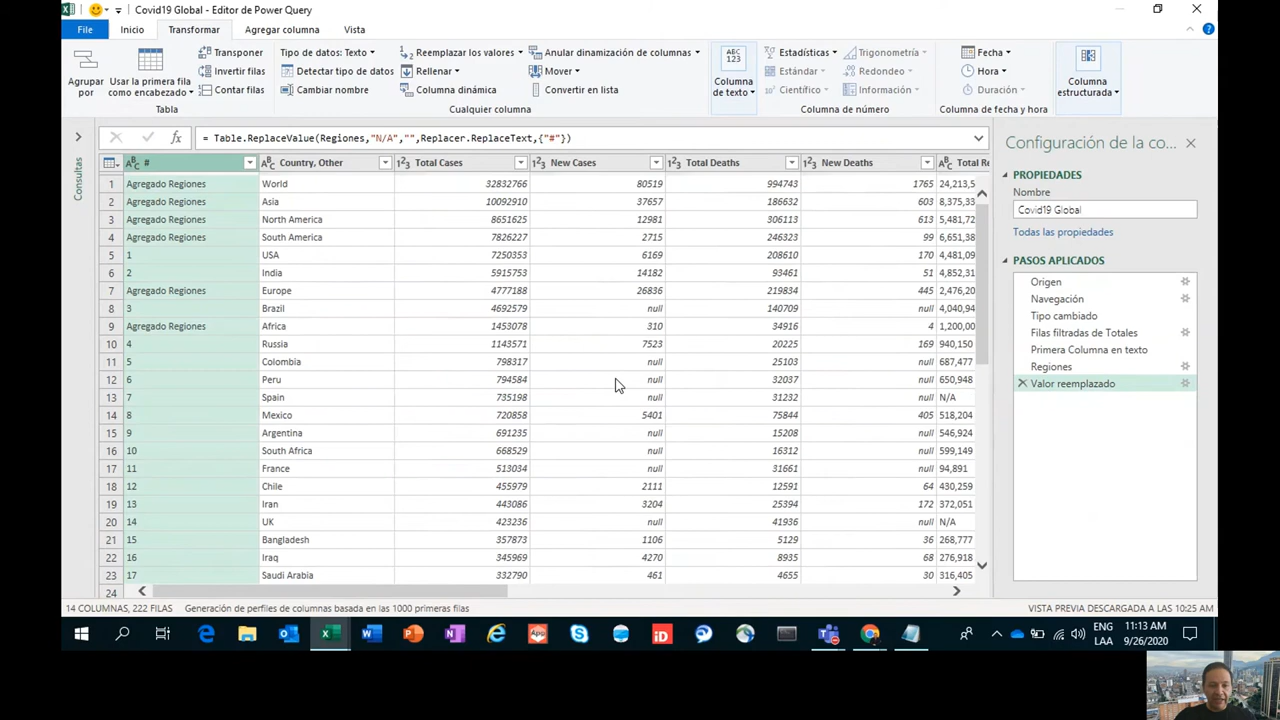 Covid19 Global - Editor de Power Query
File Inicio Transformar Agregar columna Vista
Transponer Tipo de datos: Texto Reemplazar los valores Anular dinamización de columnas Estadísticas Trigonometría Fecha
Invertir filas Detectar tipo de datos Rellenar Mover Estándar Redondeo Hora
Agrupar por Usar la primera fila como encabezado Contar filas Cambiar nombre Columna dinámica Convertir en lista Columna de texto Científico Información Duración Columna estructurada
Tabla Cualquier columna Columna de número Columna de fecha y hora
= Table.ReplaceValue(Regiones,"N/A","",Replacer.ReplaceText,{"#"})
Consultas
# Country, Other Total Cases New Cases Total Deaths New Deaths Total Re
1 Agregado Regiones World 32832766 80519 994743 1765 24,213,5
2 Agregado Regiones Asia 10092910 37657 186632 603 8,375,33
3 Agregado Regiones North America 8651625 12981 306113 613 5,481,72
4 Agregado Regiones South America 7826227 2715 246323 99 6,651,38
5 1 USA 7250353 6169 208610 170 4,481,09
6 2 India 5915753 14182 93461 51 4,852,31
7 Agregado Regiones Europe 4777188 26836 219834 445 2,476,20
8 3 Brazil 4692579 null 140709 null 4,040,94
9 Agregado Regiones Africa 1453078 310 34916 4 1,200,00
10 4 Russia 1143571 7523 20225 169 940,150
11 5 Colombia 798317 null 25103 null 687,477
12 6 Peru 794584 null 32037 null 650,948
13 7 Spain 735198 null 31232 null N/A
14 8 Mexico 720858 5401 75844 405 518,204
15 9 Argentina 691235 null 15208 null 546,924
16 10 South Africa 668529 null 16312 null 599,149
17 11 France 513034 null 31661 null 94,891
18 12 Chile 455979 2111 12591 64 430,259
19 13 Iran 443086 3204 25394 172 372,051
20 14 UK 423236 null 41936 null N/A
21 15 Bangladesh 357873 1106 5129 36 268,777
22 16 Iraq 345969 4270 8935 68 276,918
23 17 Saudi Arabia 332790 461 4655 30 316,405
24
Configuración de la co...
PROPIEDADES
Nombre
Covid19 Global
Todas las propiedades
PASOS APLICADOS
Origen
Navegación
Tipo cambiado
Filas filtradas de Totales
Primera Columna en texto
Regiones
Valor reemplazado
14 COLUMNAS, 222 FILAS Generación de perfiles de columnas basada en las 1000 primeras filas VISTA PREVIA DESCARGADA A LAS 10:25 AM
ENG 11:13 AM
LAA 9/26/2020